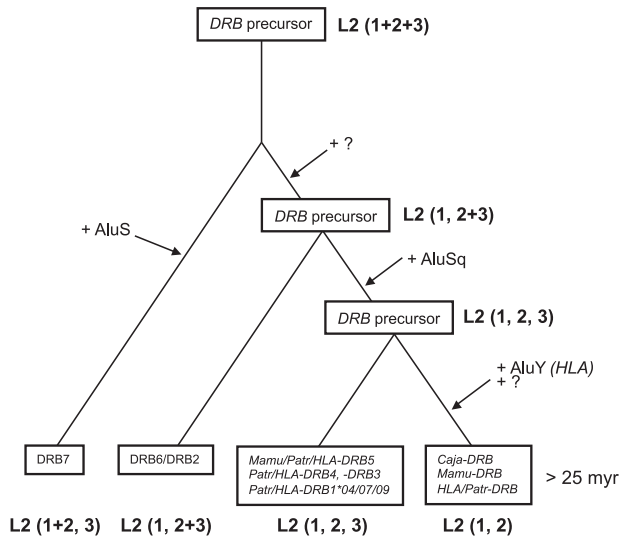 DRB precursor L2 (1+2+3)
+ ?
DRB precursor L2 (1, 2+3)
+ AluS
+ AluSq
DRB precursor L2 (1, 2, 3)
+ AluY (HLA)
+ ?
DRB7
DRB6/DRB2
Mamu/Patr/HLA-DRB5
Patr/HLA-DRB4, -DRB3
Patr/HLA-DRB1*04/07/09
Caja-DRB
Mamu-DRB
HLA/Patr-DRB
> 25 myr
L2 (1+2, 3)
L2 (1, 2+3)
L2 (1, 2, 3)
L2 (1, 2)